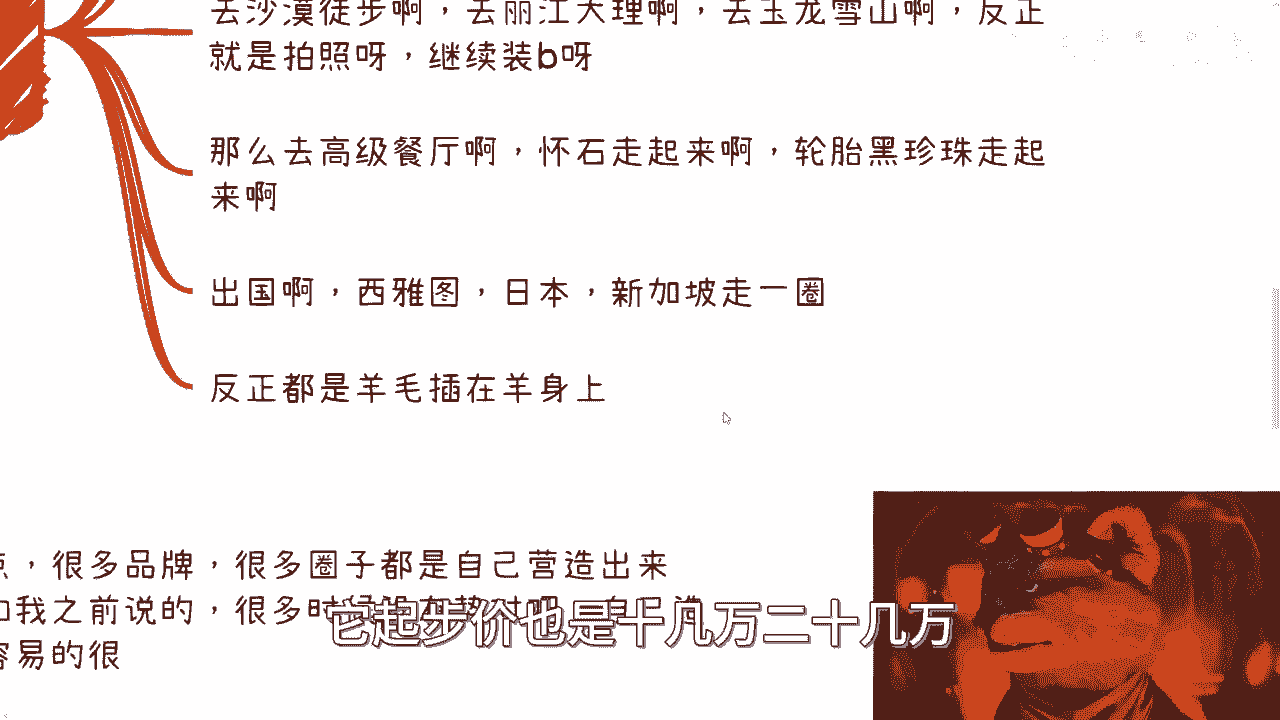 去沙漠徒步啊，去丽江大理啊，去玉龙雪山啊，反正
就是拍照呀，继续装b呀
那么去高级餐厅啊，怀石走起来啊，轮胎黑珍珠走起
来啊
出国啊，西雅图，日本，新加坡走一圈
反正都是羊毛插在羊身上
，很多品牌，很多圈子都是自己营造出来
我之前说的，很多时
易的很
它起步价也是十几万二十几万